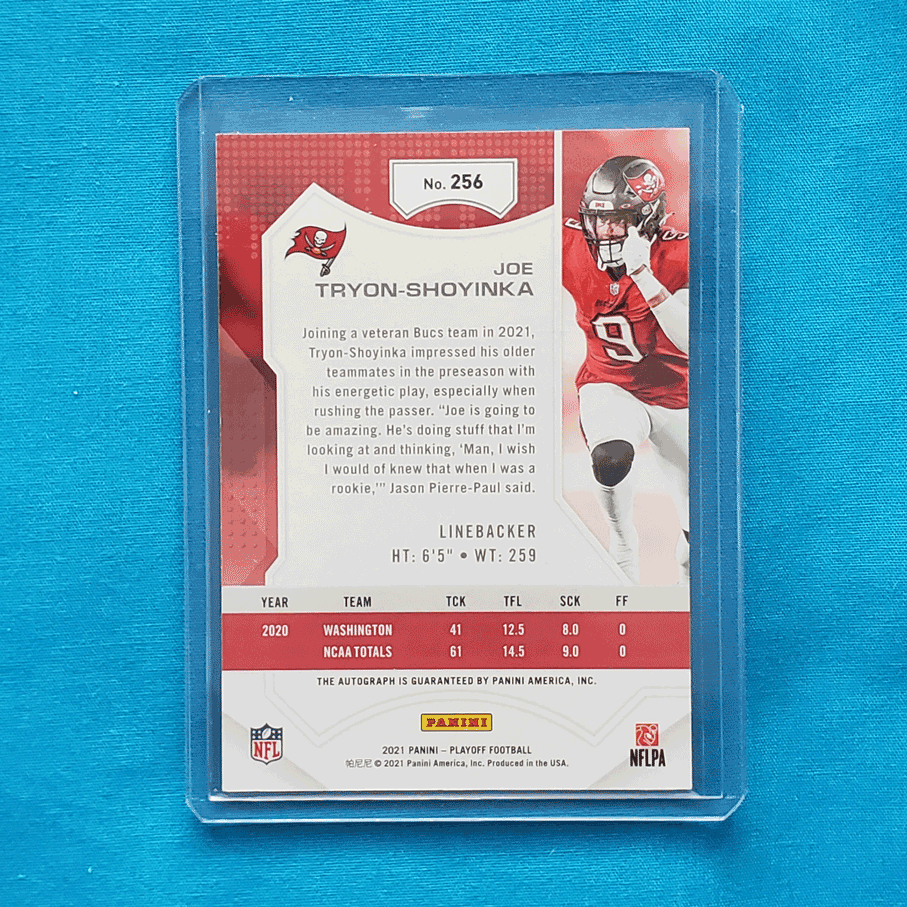 No. 256
JOE
TRYON-SHOYINKA
Joining a veteran Bucs team in 2021,
Tryon-Shoyinka impressed his older
teammates in the preseason with
his energetic play, especially when
rushing the passer. “Joe is going to
be amazing. He’s doing stuff that I’m
looking at and thinking, ‘Man, I wish
I would of knew that when I was a
rookie,’” Jason Pierre-Paul said.
9
LINEBACKER
HT: 6'5" • WT: 259
YEAR TEAM TCK TFL SCK FF
2020 WASHINGTON 41 12.5 8.0 0
NCAA TOTALS 61 14.5 9.0 0
THE AUTOGRAPH IS GUARANTEED BY PANINI AMERICA, INC.
PANINI
NFL
NFLPA
2021 PANINI – PLAYOFF FOOTBALL
帕尼尼 © 2021 Panini America, Inc. Produced in the USA.